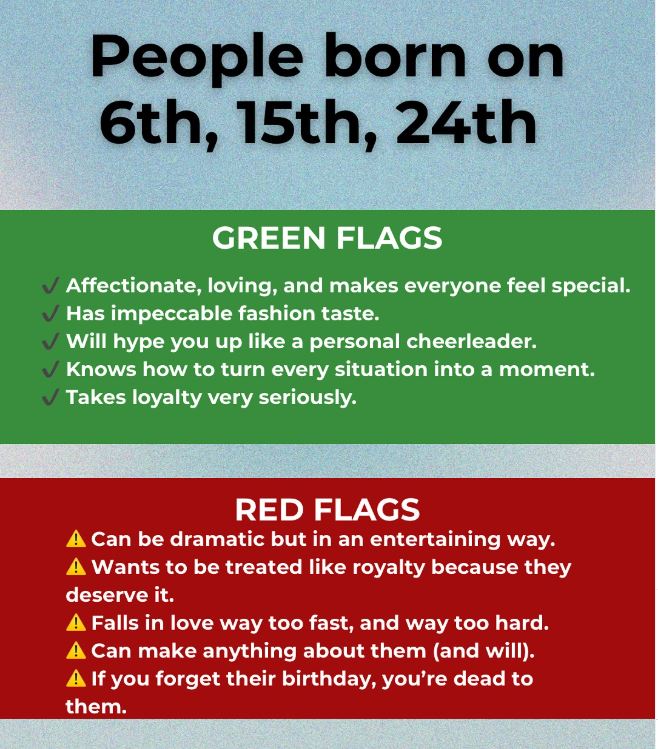 People born on
6th, 15th, 24th
GREEN FLAGS
✔ Affectionate, loving, and makes everyone feel special.
✔ Has impeccable fashion taste.
✔ Will hype you up like a personal cheerleader.
✔ Knows how to turn every situation into a moment.
✔ Takes loyalty very seriously.
RED FLAGS
⚠️ Can be dramatic but in an entertaining way.
⚠️ Wants to be treated like royalty because they
deserve it.
⚠️ Falls in love way too fast, and way too hard.
⚠️ Can make anything about them (and will).
⚠️ If you forget their birthday, you’re dead to
them.